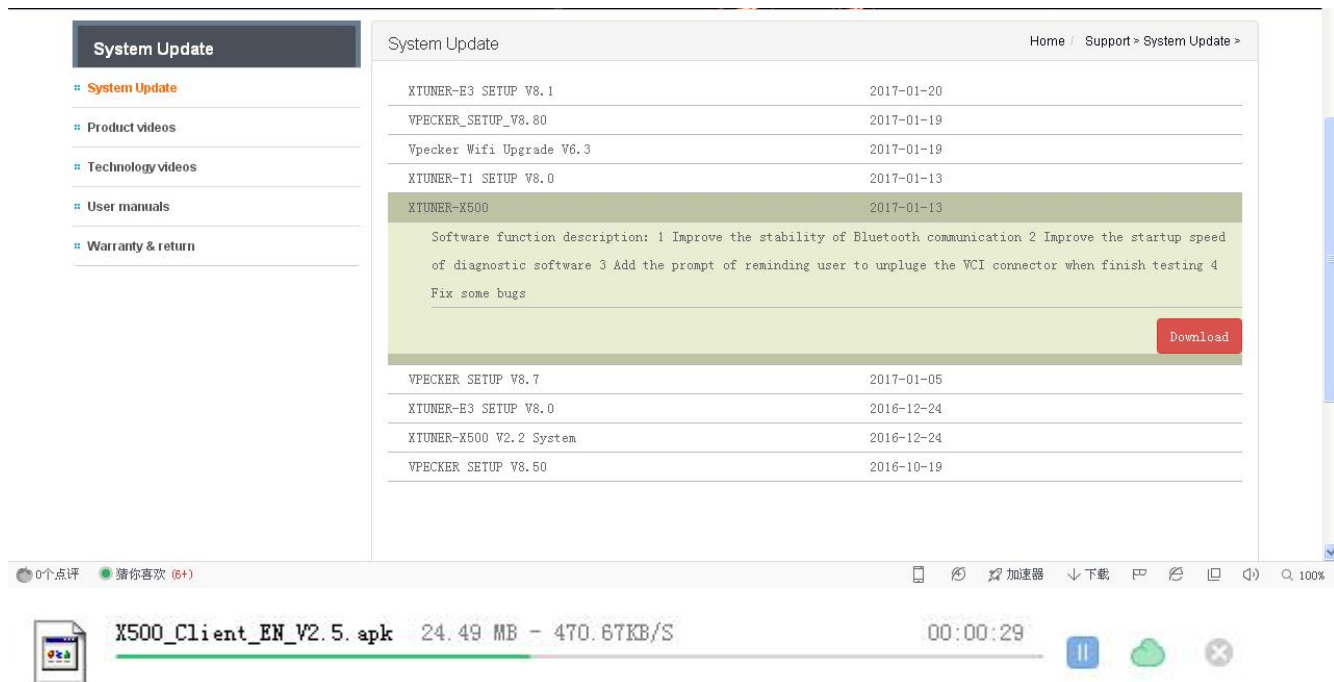 System Update
System Update
Home / Support > System Update >
System Update
Product videos
Technology videos
User manuals
Warranty & return
XTUNER-E3 SETUP V8.1 2017-01-20
VPECKER_SETUP_V8.80 2017-01-19
Vpecker Wifi Upgrade V6.3 2017-01-19
XTUNER-T1 SETUP V8.0 2017-01-13
XTUNER-X500 2017-01-13
Software function description: 1 Improve the stability of Bluetooth communication 2 Improve the startup speed
of diagnostic software 3 Add the prompt of reminding user to unpluge the VCI connector when finish testing 4
Fix some bugs
Download
VPECKER SETUP V8.7 2017-01-05
XTUNER-E3 SETUP V8.0 2016-12-24
XTUNER-X500 V2.2 System 2016-12-24
VPECKER SETUP V8.50 2016-10-19
0个点评 猜你喜欢 (6+) 加速器 下载 100%
X500_Client_EN_V2.5.apk 24.49 MB - 470.67KB/S 00:00:29